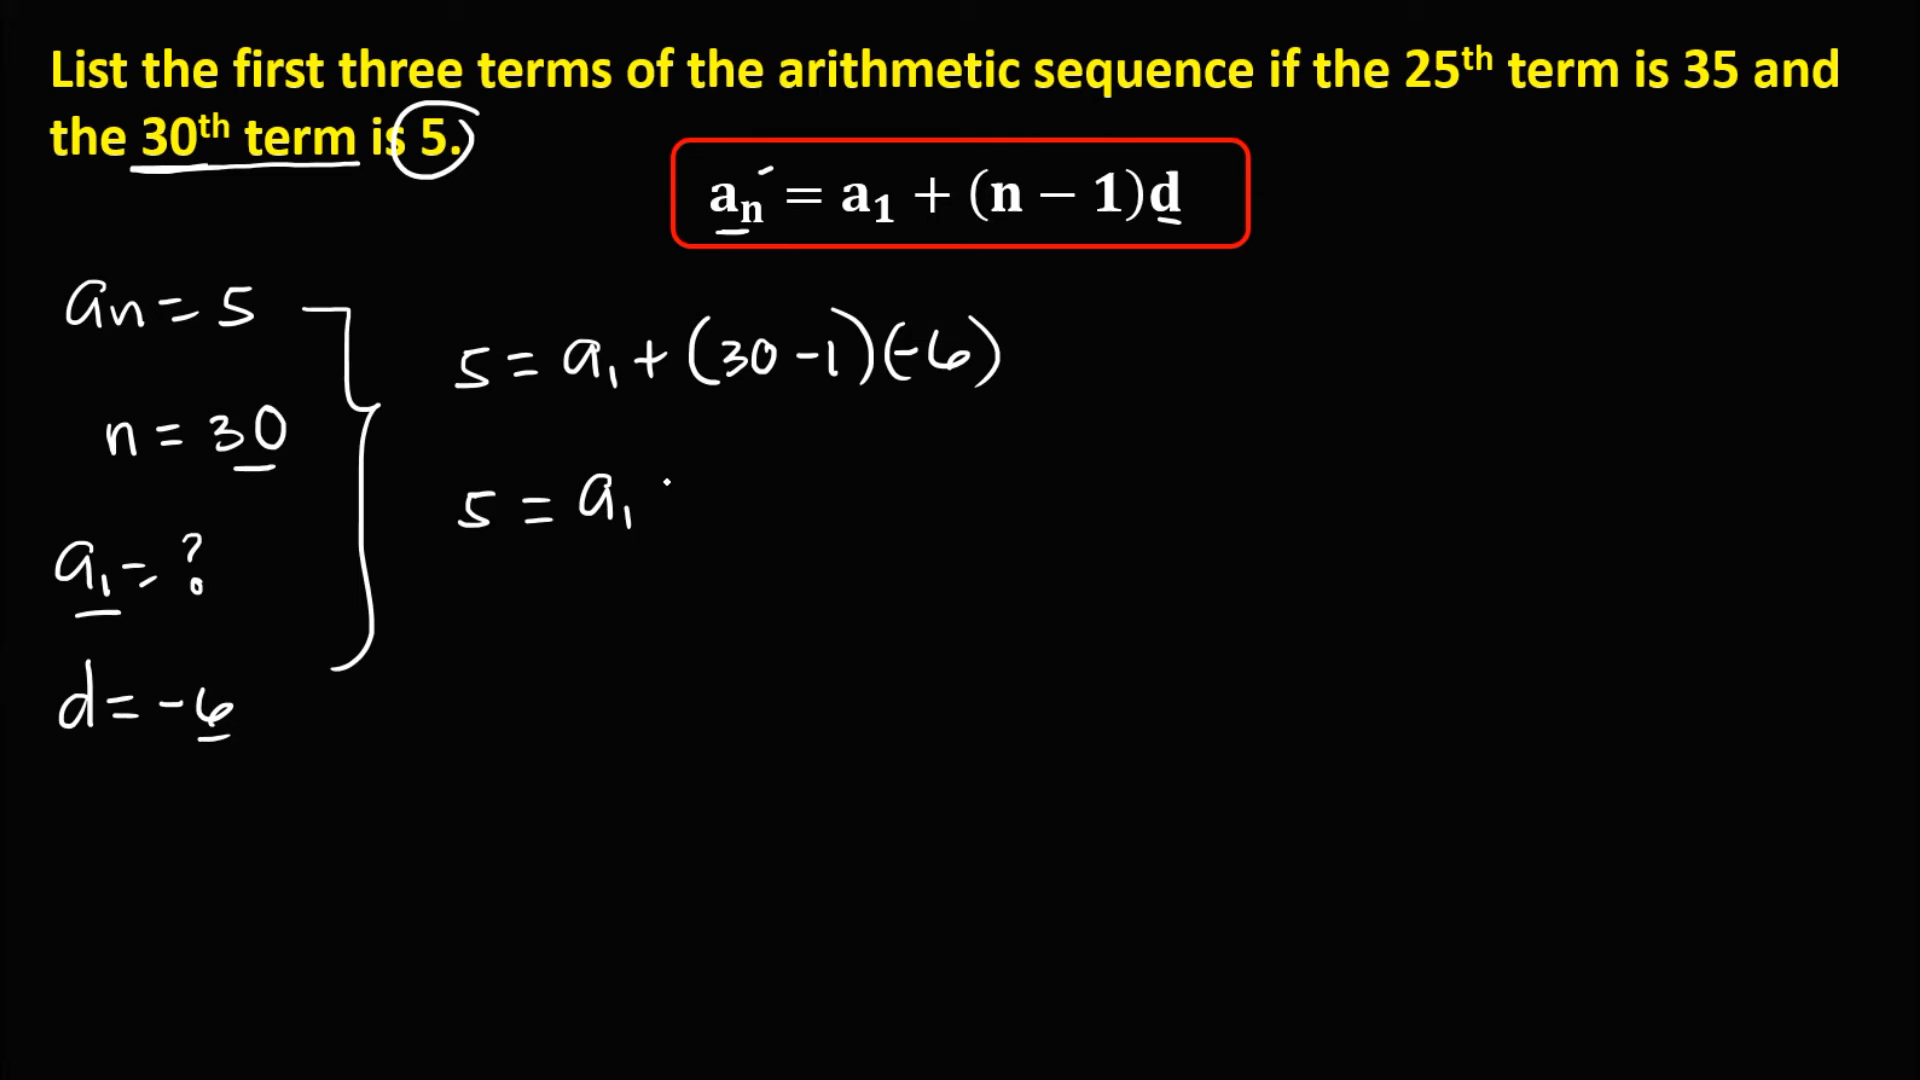 List the first three terms of the arithmetic sequence if the 25th term is 35 and
the 30th term is 5.
aₙ = a₁ + (n − 1)d
an = 5
5 = a₁ + (30 -1)(-6)
n = 30
5 = a₁
a₁ = ?
d = -6